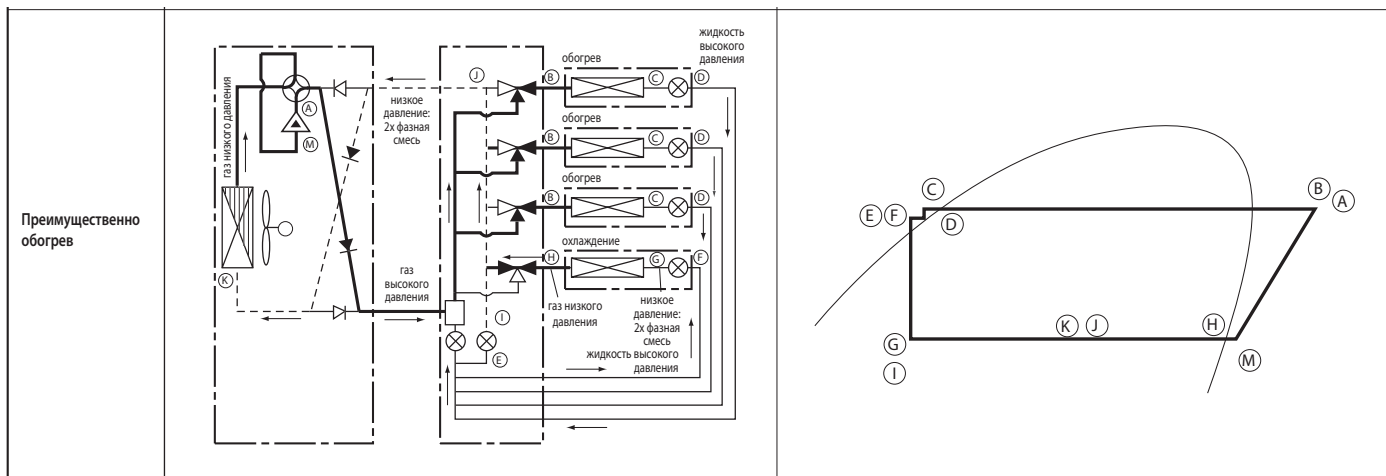 Преимущественно
обогрев
газ низкого давления
A
M
K
низкое
давление:
2х фазная
смесь
газ
высокого
давления
J
I
E
обогрев
B
C
D
жидкость
высокого
давления
обогрев
B
C
D
обогрев
B
C
D
охлаждение
H
G
F
газ низкого
давления
низкое
давление:
2х фазная
смесь
жидкость высокого
давления
C
B
A
E
F
D
K
J
H
G
M
I